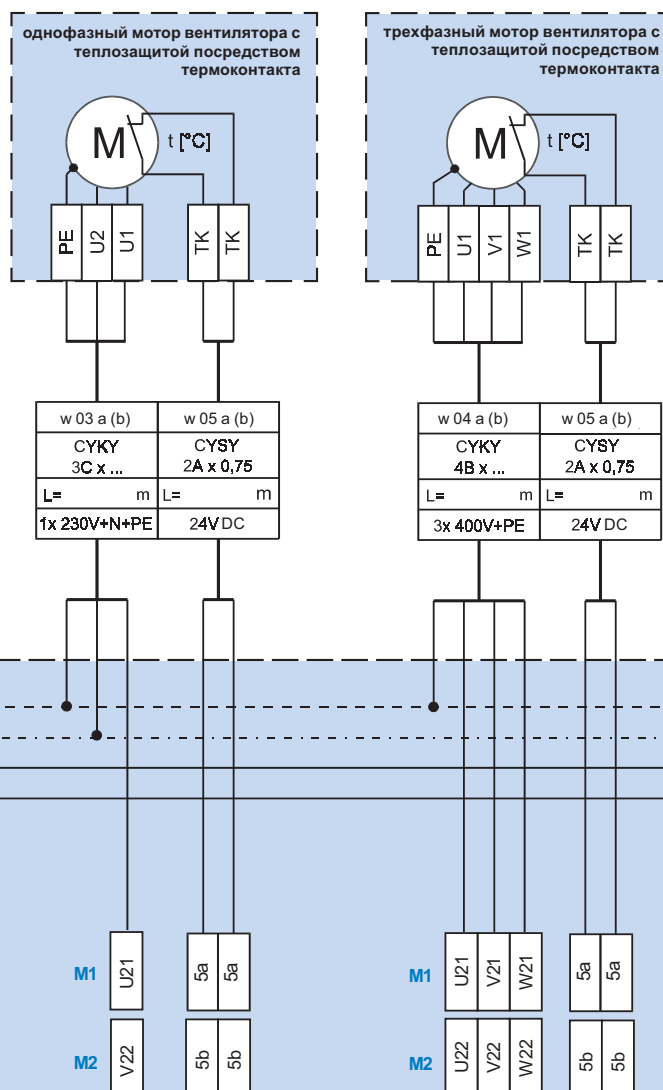 однофазный мотор вентилятора с
теплозащитой посредством
термоконтакта
M
t [°C]
PE
U2
U1
TK
TK
w 03 a (b)
CYKY
3C x ...
L= m
1x 230V+N+PE
w 05 a (b)
CYSY
2A x 0,75
L= m
24V DC
M1
U21
5a
5a
M2
V22
5b
5b
трехфазный мотор вентилятора с
теплозащитой посредством
термоконтакта
M
t [°C]
PE
U1
V1
W1
TK
TK
w 04 a (b)
CYKY
4B x ...
L= m
3x 400V+PE
w 05 a (b)
CYSY
2A x 0,75
L= m
24V DC
M1
U21
V21
W21
5a
5a
M2
U22
V22
W22
5b
5b